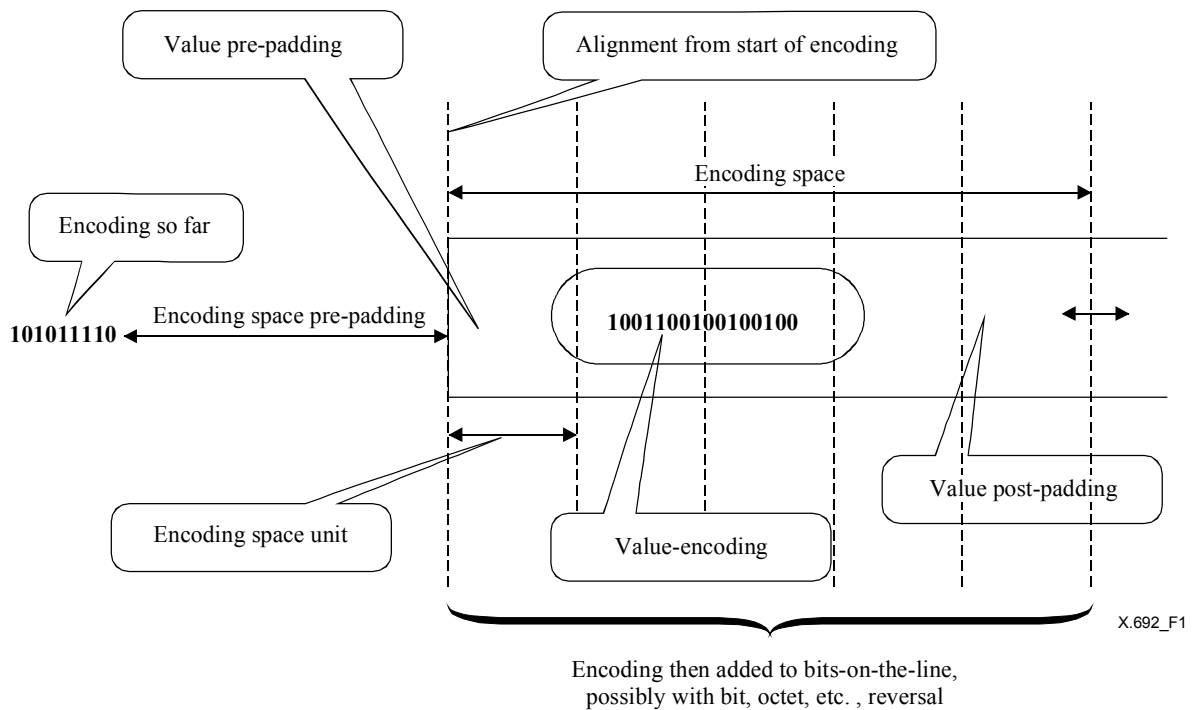 Value pre-padding
Alignment from start of encoding
Encoding space
Encoding so far
101011110
Encoding space pre-padding
1001100100100100
Value post-padding
Encoding space unit
Value-encoding
X.692_F1
Encoding then added to bits-on-the-line,
possibly with bit, octet, etc. , reversal